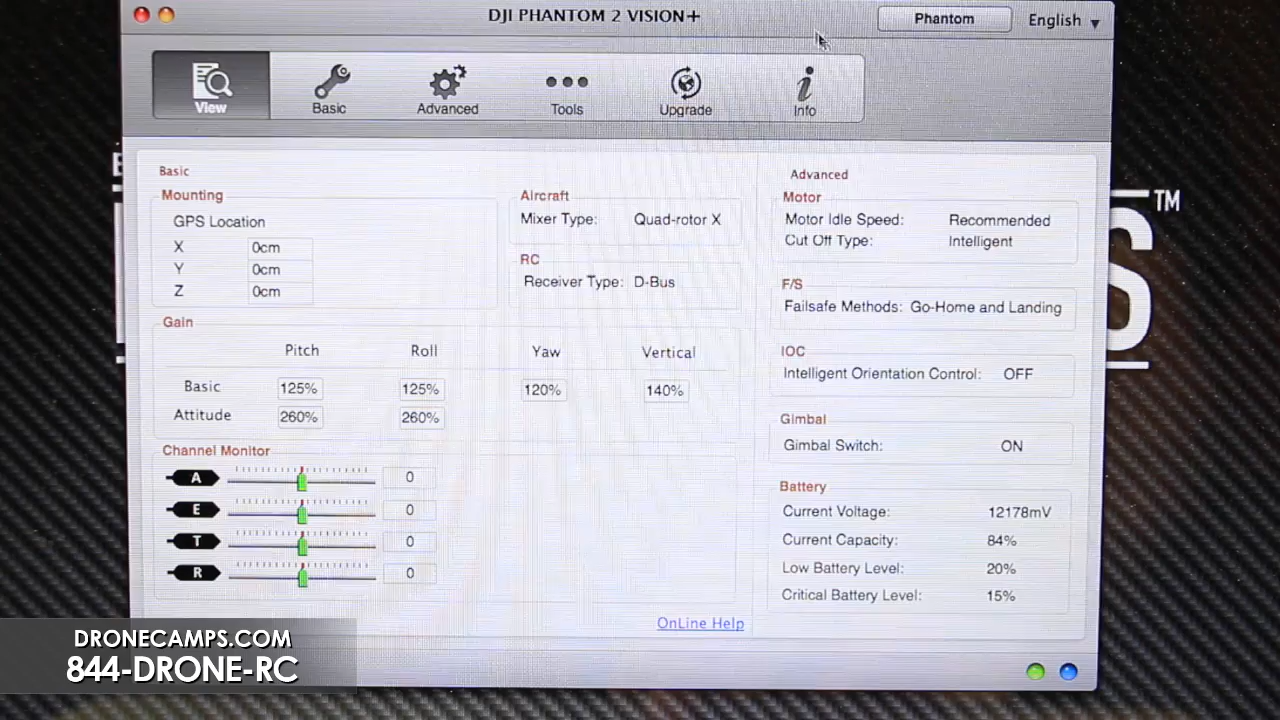 DJI PHANTOM 2 VISION+
Phantom
English
View
Basic
Advanced
Tools
Upgrade
Info
Basic
Mounting
GPS Location
X 0cm
Y 0cm
Z 0cm
Aircraft
Mixer Type: Quad-rotor X
RC
Receiver Type: D-Bus
Gain
Pitch Roll Yaw Vertical
Basic 125% 125% 120% 140%
Attitude 260% 260%
Channel Monitor
A 0
E 0
T 0
R 0
OnLine Help
Advanced
Motor
Motor Idle Speed: Recommended
Cut Off Type: Intelligent
F/S
Failsafe Methods: Go-Home and Landing
IOC
Intelligent Orientation Control: OFF
Gimbal
Gimbal Switch: ON
Battery
Current Voltage: 12178mV
Current Capacity: 84%
Low Battery Level: 20%
Critical Battery Level: 15%
S™
DRONECAMPS.COM
844-DRONE-RC